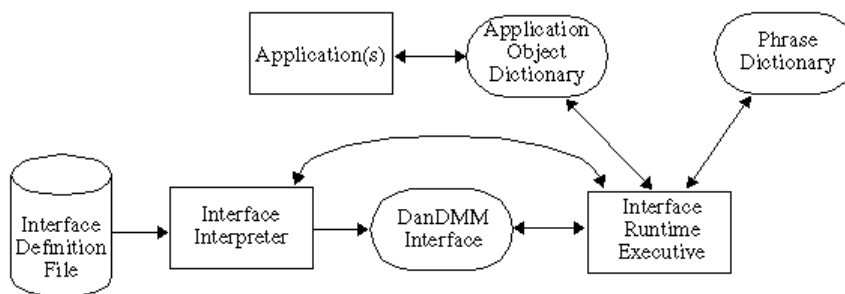 Application(s)
Application
Object
Dictionary
Phrase
Dictionary
Interface
Definition
File
Interface
Interpreter
DanDMM
Interface
Interface
Runtime
Executive